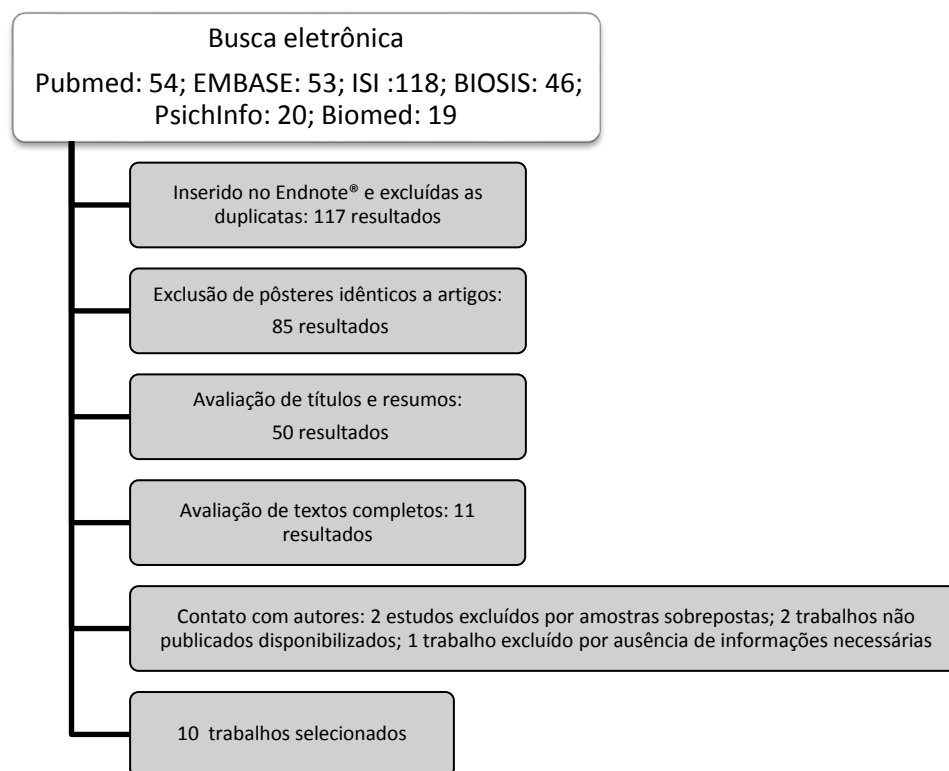 Busca eletrônica
Pubmed: 54; EMBASE: 53; ISI :118; BIOSIS: 46;
PsichInfo: 20; Biomed: 19
Inserido no Endnote® e excluídas as
duplicatas: 117 resultados
Exclusão de pôsteres idênticos a artigos:
85 resultados
Avaliação de títulos e resumos:
50 resultados
Avaliação de textos completos: 11
resultados
Contato com autores: 2 estudos excluídos por amostras sobrepostas; 2 trabalhos não
publicados disponibilizados; 1 trabalho excluído por ausência de informações necessárias
10 trabalhos selecionados